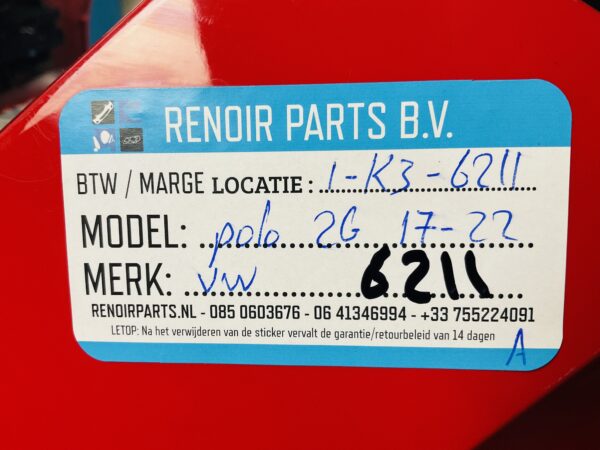 RENOIR PARTS B.V.
BTW / MARGE LOCATIE : 1-K3-6211
MODEL: polo 2G 17-22
MERK: VW 6211
RENOIRPARTS.NL - 085 0603676 - 06 41346994 - +33 755224091
LETOP: Na het verwijderen van de sticker vervalt de garantie/retourbeleid van 14 dagen
A